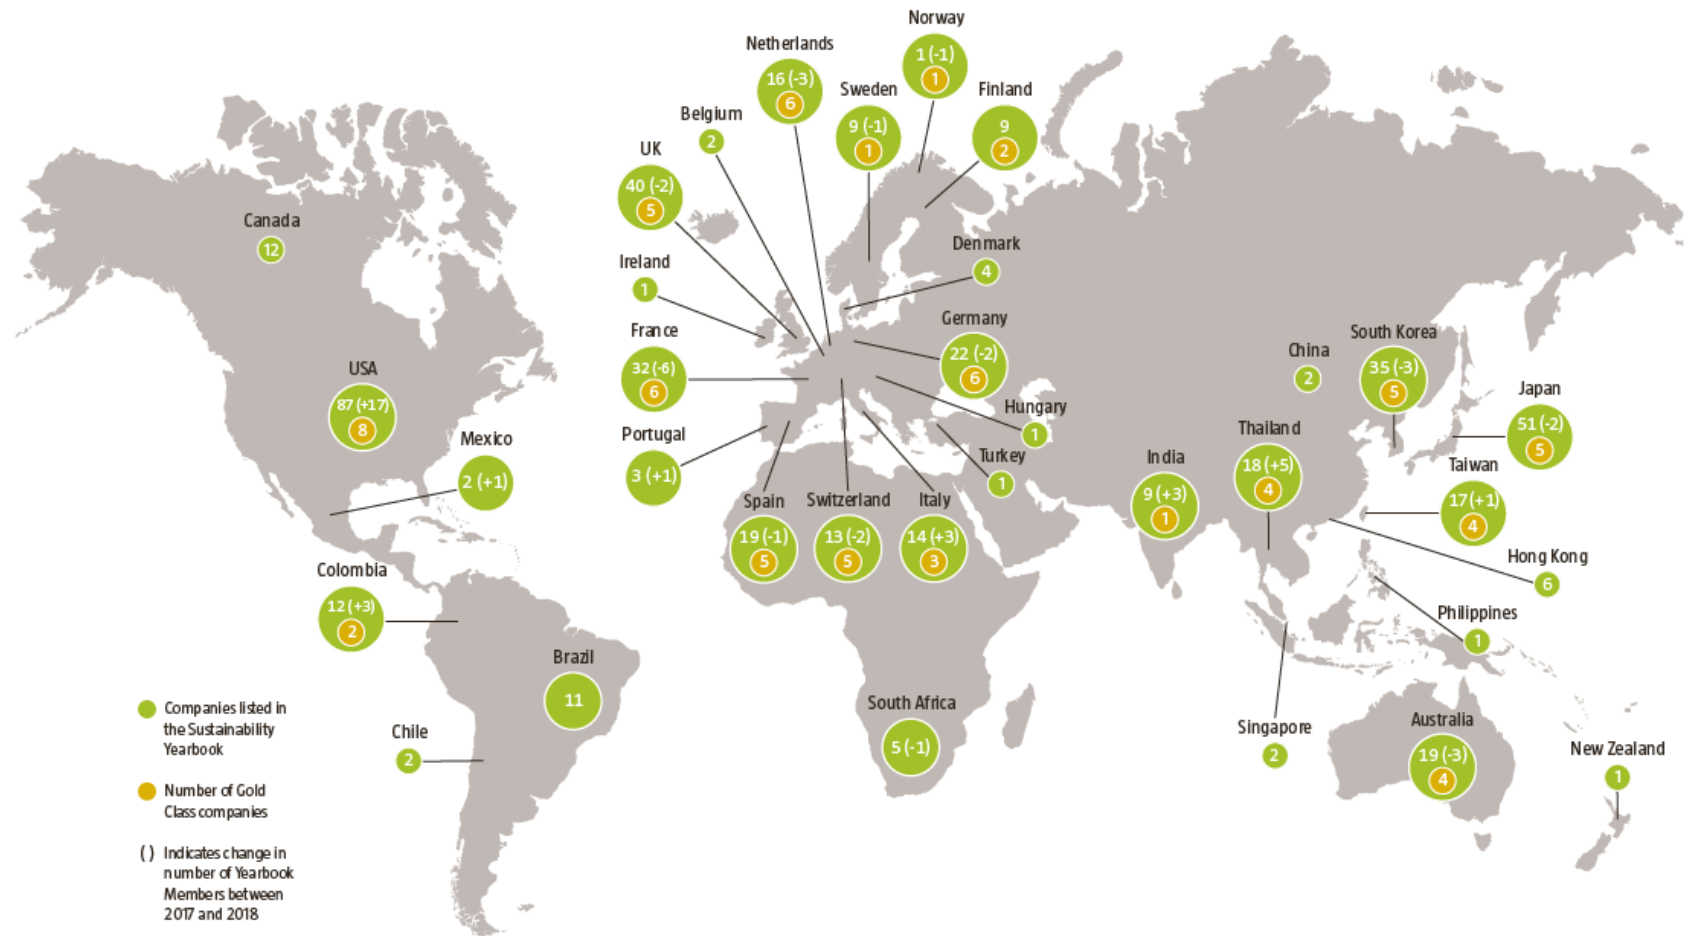 Norway
1 (-1)
1
Netherlands
16 (-3)
6
Sweden
9 (-1)
1
Finland
9
2
Belgium
2
UK
40 (-2)
5
Canada
12
Ireland
1
Denmark
4
France
32 (-6)
6
Germany
22 (-2)
6
USA
87 (+17)
8
Mexico
2 (+1)
Portugal
3 (+1)
Hungary
1
Turkey
1
Spain
19 (-1)
5
Switzerland
13 (-2)
5
Italy
14 (+3)
3
China
2
South Korea
35 (-3)
5
Japan
51 (-2)
5
Thailand
18 (+5)
4
India
9 (+3)
1
Taiwan
17 (+1)
4
Hong Kong
6
Philippines
1
Colombia
12 (+3)
2
Brazil
11
Chile
2
South Africa
5 (-1)
Singapore
2
Australia
19 (-3)
4
New Zealand
1
Companies listed in
the Sustainability
Yearbook
Number of Gold
Class companies
( ) Indicates change in
number of Yearbook
Members between
2017 and 2018